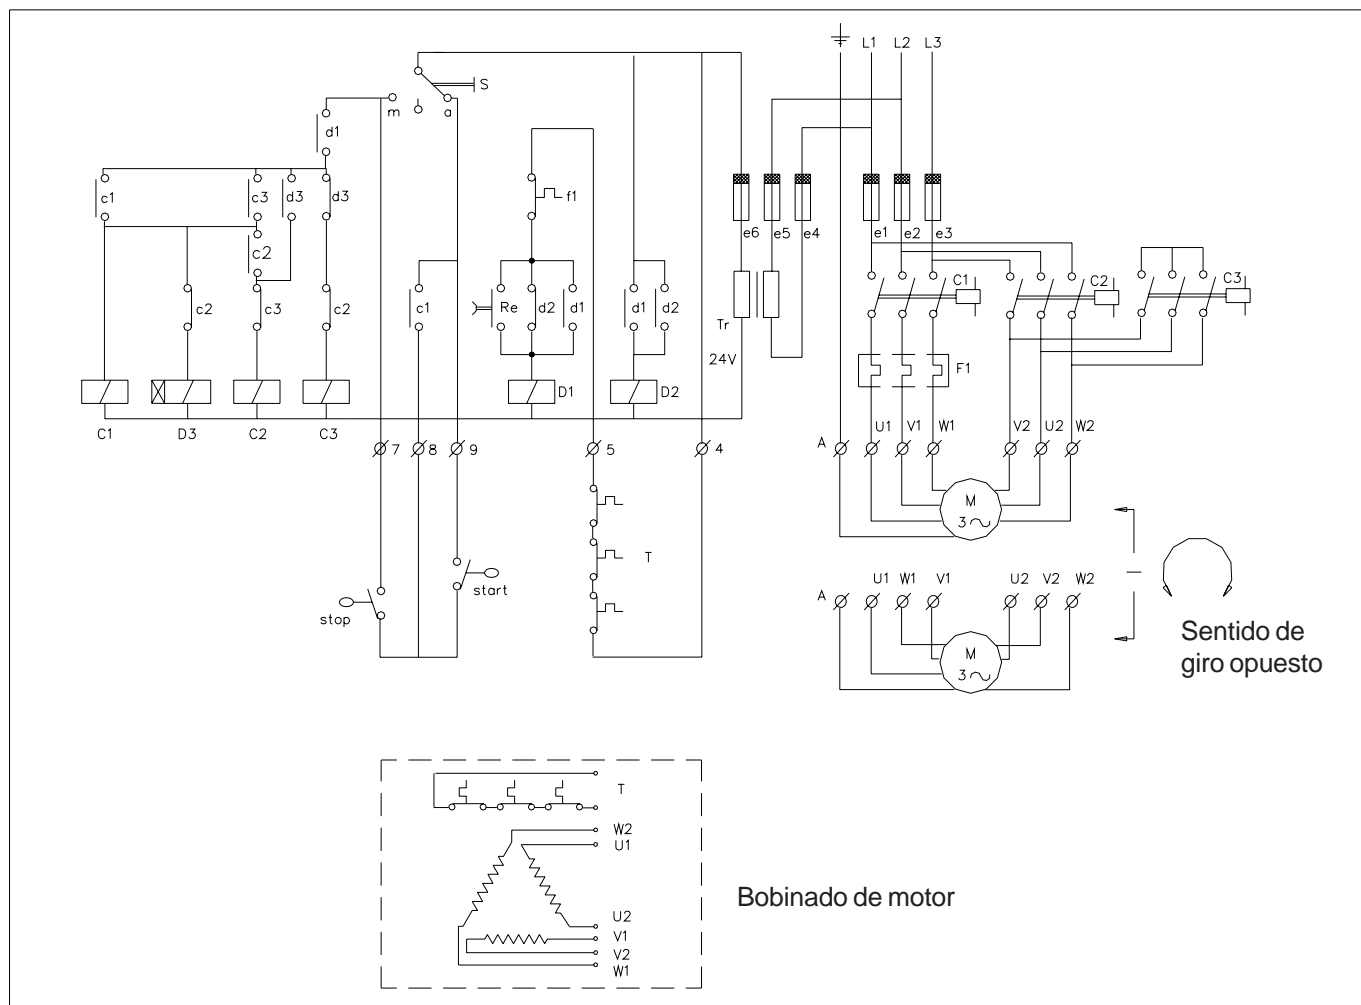 L1 L2 L3
S
m a
d1
c1 c3 d3 d3
f1
e6 e5 e4 e1 e2 e3
c2
C1 C2 C3
c2 c3 c2 c1 Re d2 d1 d1 d2
Tr
24V
F1
D1 D2
C1 D3 C2 C3
7 8 9 5 4
A U1 V1 W1 V2 U2 W2
M
3
T
start
stop
A U1 W1 V1 U2 V2 W2
M
3
Sentido de
giro opuesto
T
W2
U1
U2
V1
V2
W1
Bobinado de motor